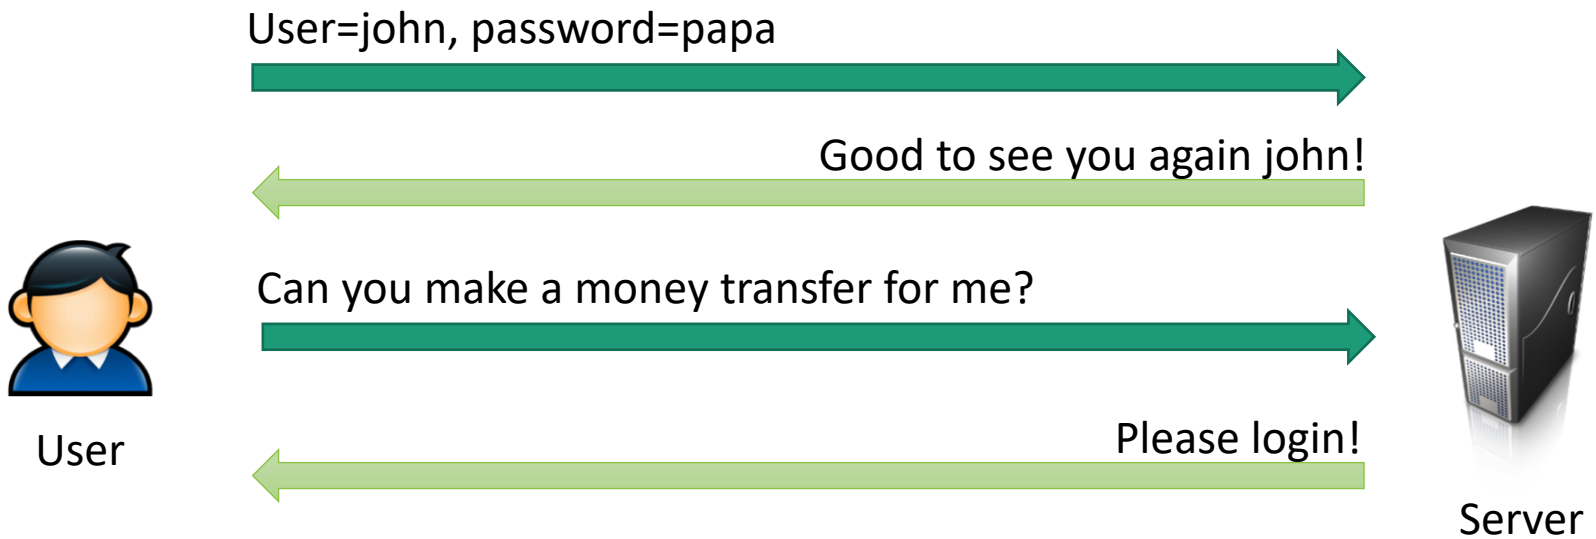 User=john, password=papa
Good to see you again john!
Can you make a money transfer for me?
Please login!
User
Server